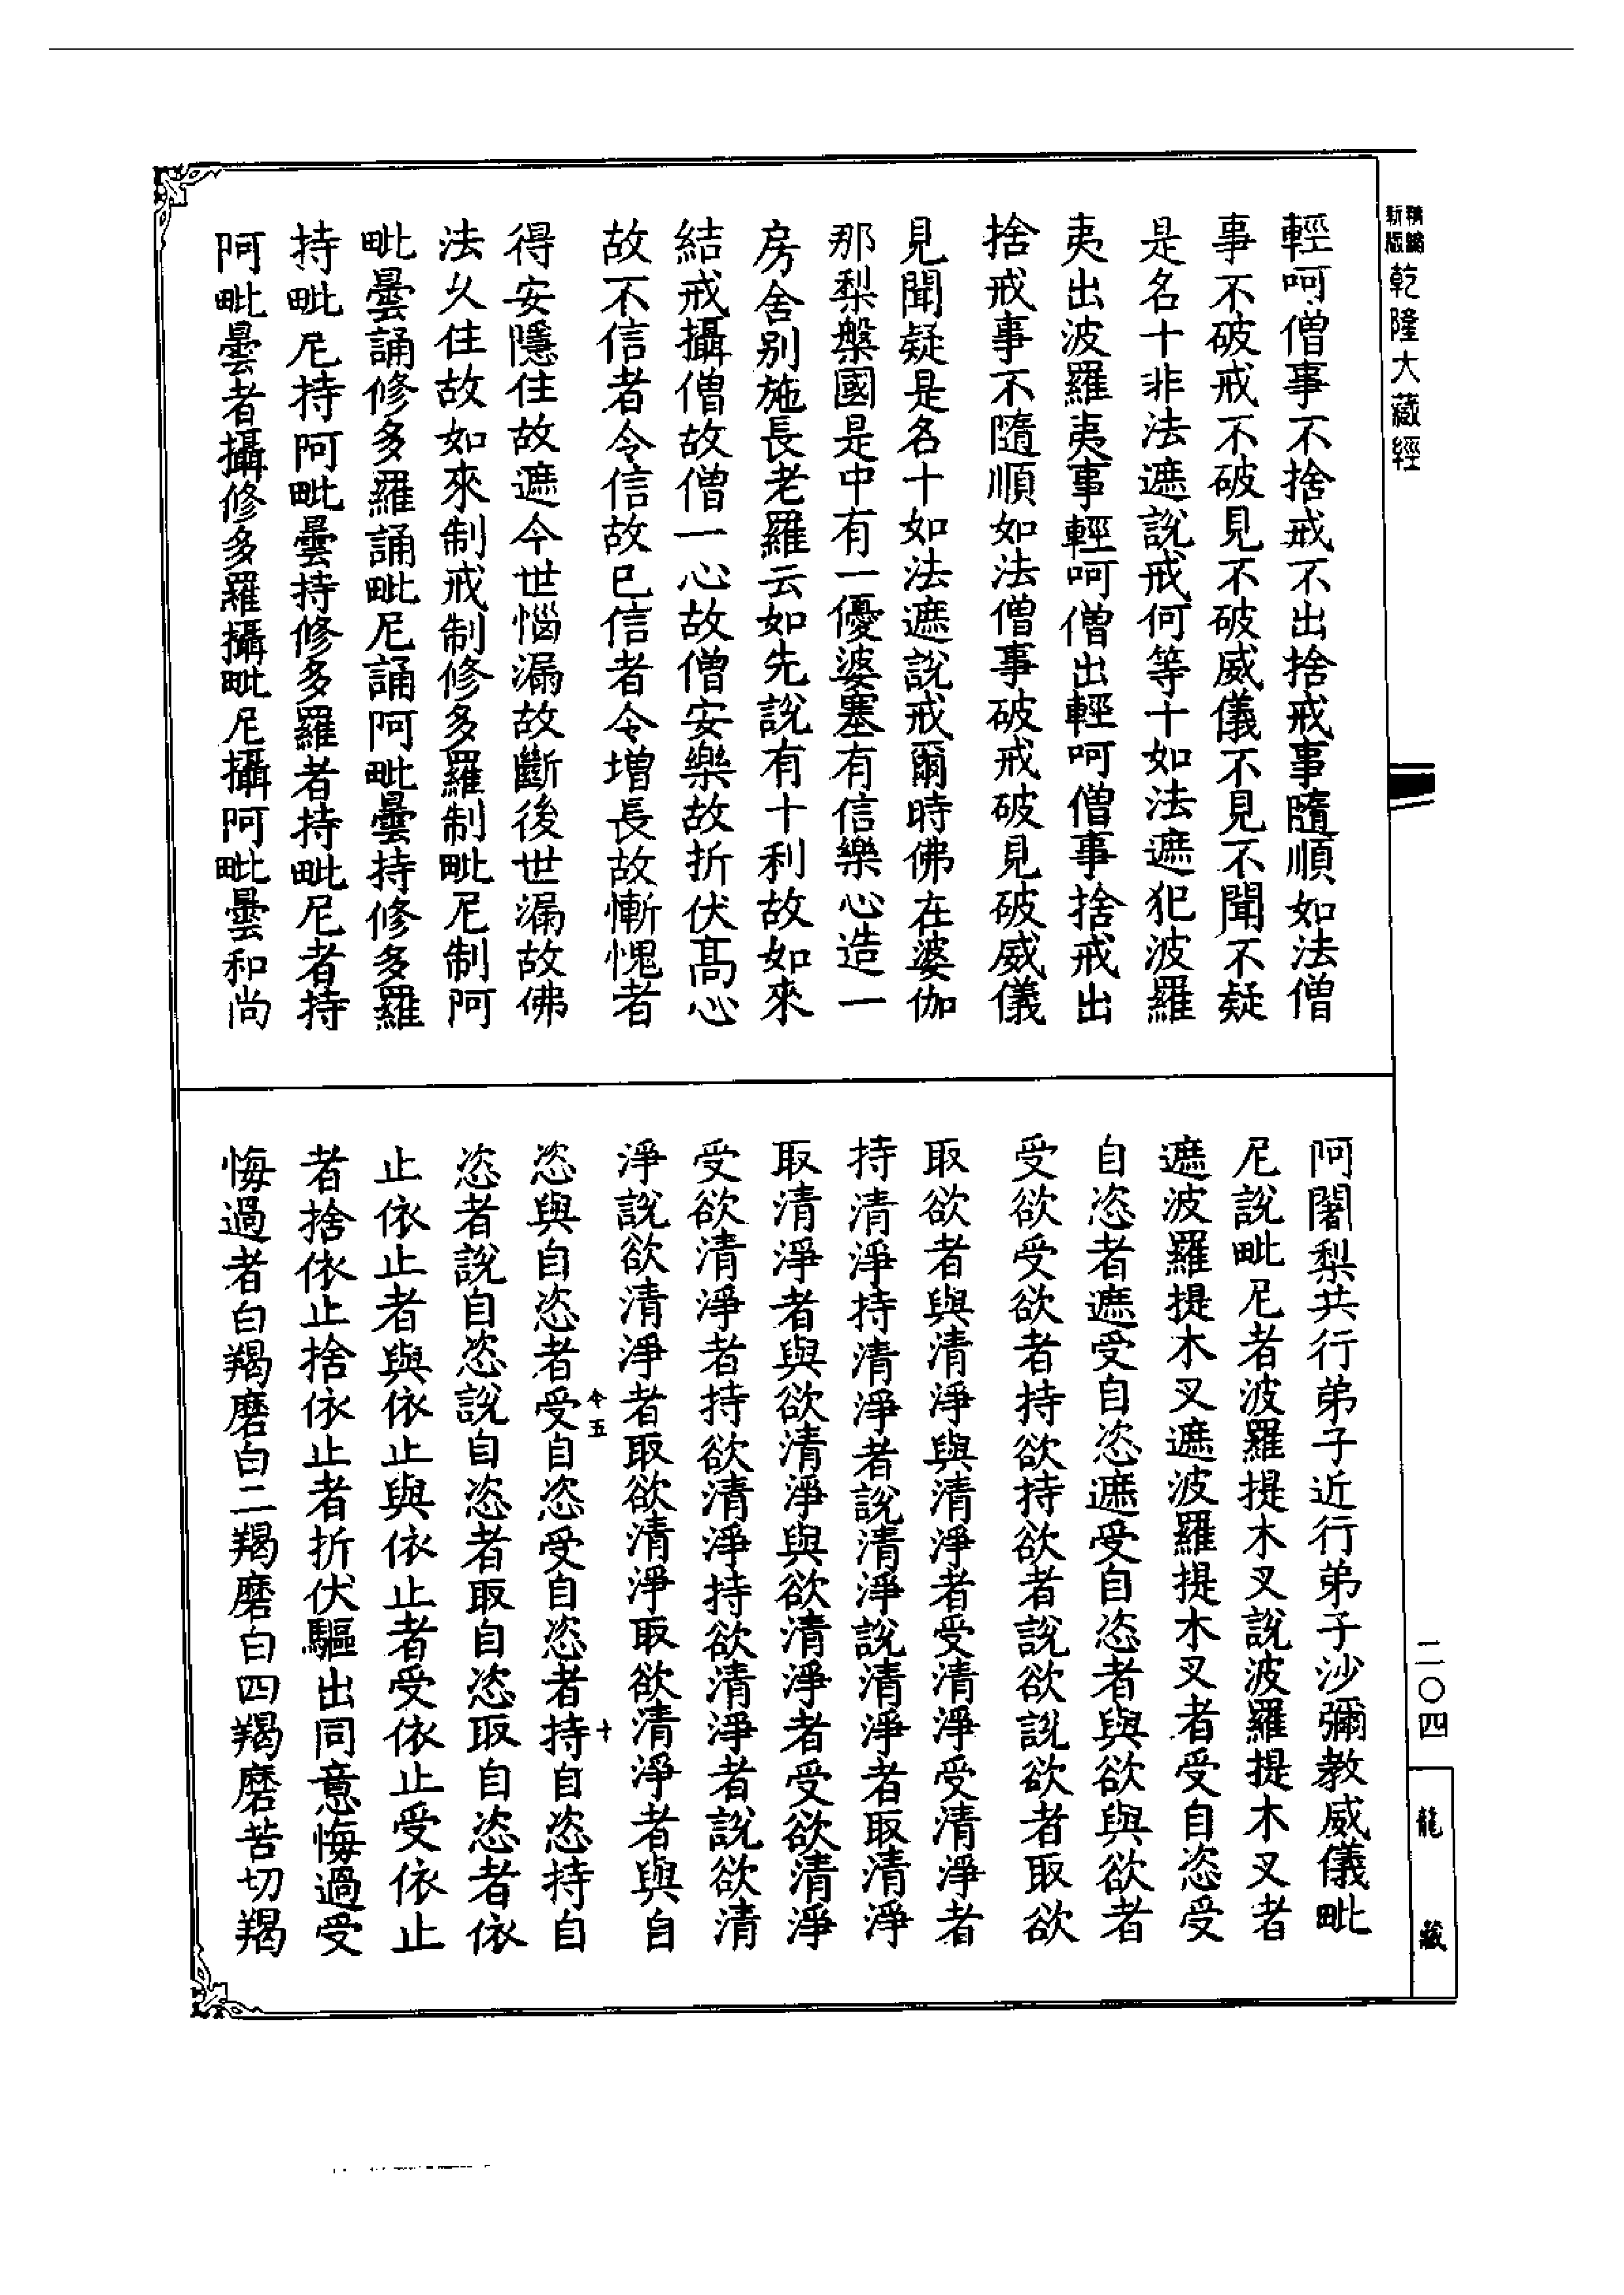 新版
精編
乾隆大藏經
輕呵僧事不捨戒不出捨戒事隨順如法僧
事不破戒不破見不破威儀不見不聞不疑
是名十非法遮說戒何等十如法遮犯波羅
夷出波羅夷事輕呵僧出輕呵僧事捨戒出
捨戒事不隨順如法僧事破戒破見破威儀
見聞疑是名十如法遮說戒爾時佛在婆伽
那梨槃國是中有一優婆塞有信樂心造一
房舍別施長老羅云如先說有十利故如來
結戒攝僧故僧一心故僧安樂故折伏髙心
故不信者令信故已信者令增長故慚愧者
得安隱住故遮今世惱漏故斷後世漏故佛
法久住故如來制戒制修多羅制毗尼制阿
毗曇誦修多羅誦毗尼誦阿毗曇持修多羅
持毗尼持阿毗曇持修多羅者持毗尼者持
阿毗曇者攝修多羅攝毗尼攝阿毗曇和尚
阿闍梨共行弟子近行弟子沙彌教威儀毗
尼說毗尼者波羅提木叉說波羅提木叉者
遮波羅提木叉遮波羅提木叉者受自恣受
自恣者遮受自恣遮受自恣者與欲與欲者
受欲受欲者持欲持欲者說欲說欲者取欲
取欲者與清淨與清淨者受清淨受清淨者
持清淨持清淨者說清淨說清淨者取清淨
取清淨者與欲清淨與欲清淨者受欲清淨
受欲清淨者持欲清淨持欲清淨者說欲清
淨說欲清淨者取欲清淨取欲清淨者與自
恣與自恣者受自恣受自恣者持自恣持自
恣者說自恣說自恣者取自恣取自恣者依
止依止者與依止與依止者受依止受依止
者捨依止捨依止者折伏驅出同意悔過受
悔過者白羯磨白二羯磨白四羯磨苦切羯
五
十
二〇四
龍藏